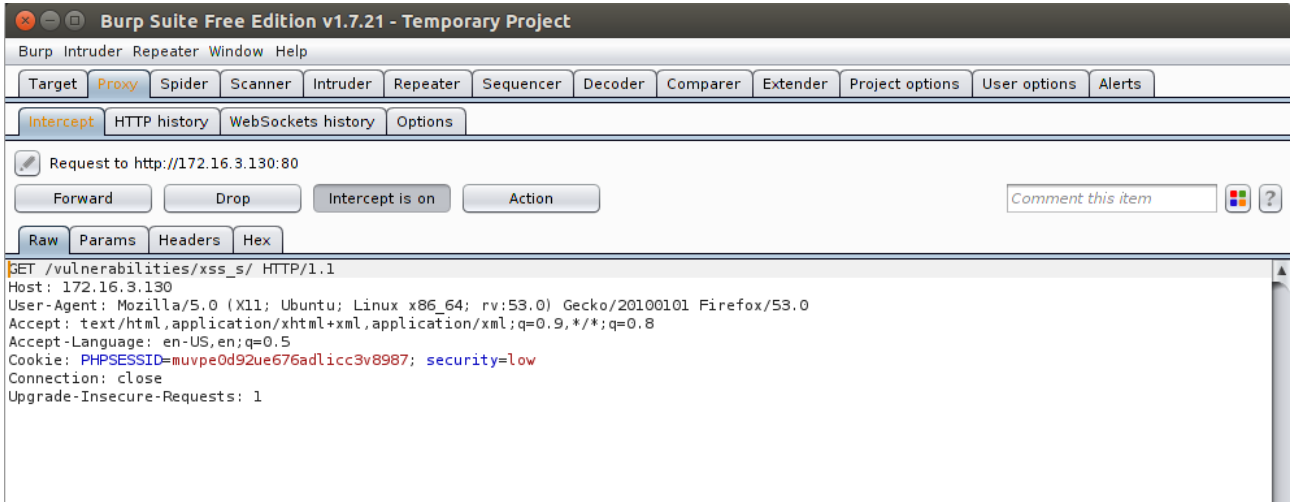 Burp Suite Free Edition v1.7.21 - Temporary Project
Burp Intruder Repeater Window Help
Target Proxy Spider Scanner Intruder Repeater Sequencer Decoder Comparer Extender Project options User options Alerts
Intercept HTTP history WebSockets history Options
Request to http://172.16.3.130:80
Forward Drop Intercept is on Action Comment this item ?
Raw Params Headers Hex
GET /vulnerabilities/xss_s/ HTTP/1.1
Host: 172.16.3.130
User-Agent: Mozilla/5.0 (X11; Ubuntu; Linux x86_64; rv:53.0) Gecko/20100101 Firefox/53.0
Accept: text/html,application/xhtml+xml,application/xml;q=0.9,*/*;q=0.8
Accept-Language: en-US,en;q=0.5
Cookie: PHPSESSID=muvpe0d92ue676adlicc3v8987; security=low
Connection: close
Upgrade-Insecure-Requests: 1